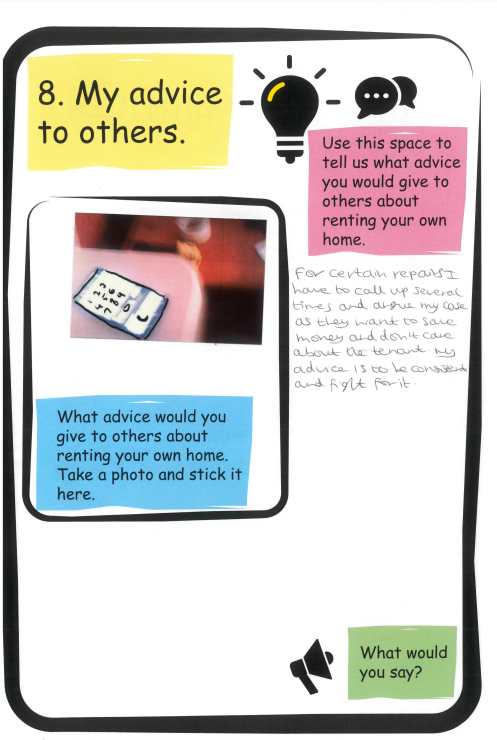 8. My advice
to others.
Use this space to
tell us what advice
you would give to
others about
renting your own
home.
For certain repairs I
have to call up several
times and argue my case
as they want to save
money and don't care
about the tenant. My
advice is to be consistent
and fight for it.
What advice would you
give to others about
renting your own home.
Take a photo and stick it
here.
What would
you say?